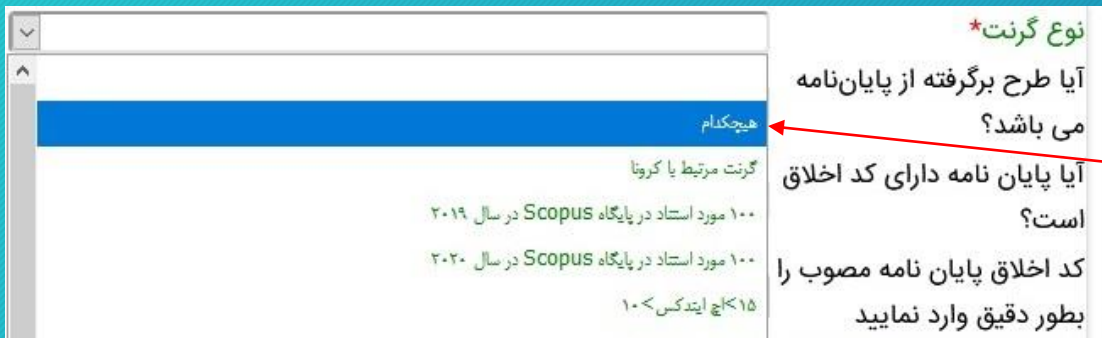 نوع گرنت*
آیا طرح برگرفته از پایان‌نامه
می باشد؟
آیا پایان نامه دارای کد اخلاق
است؟
کد اخلاق پایان نامه مصوب را
بطور دقیق وارد نمایید
هیچکدام
گرنت مرتبط با کرونا
۱۰۰ مورد استناد در پایگاه Scopus در سال ۲۰۱۹
۱۰۰ مورد استناد در پایگاه Scopus در سال ۲۰۲۰
۱۵>اچ ایندکس>۱۰